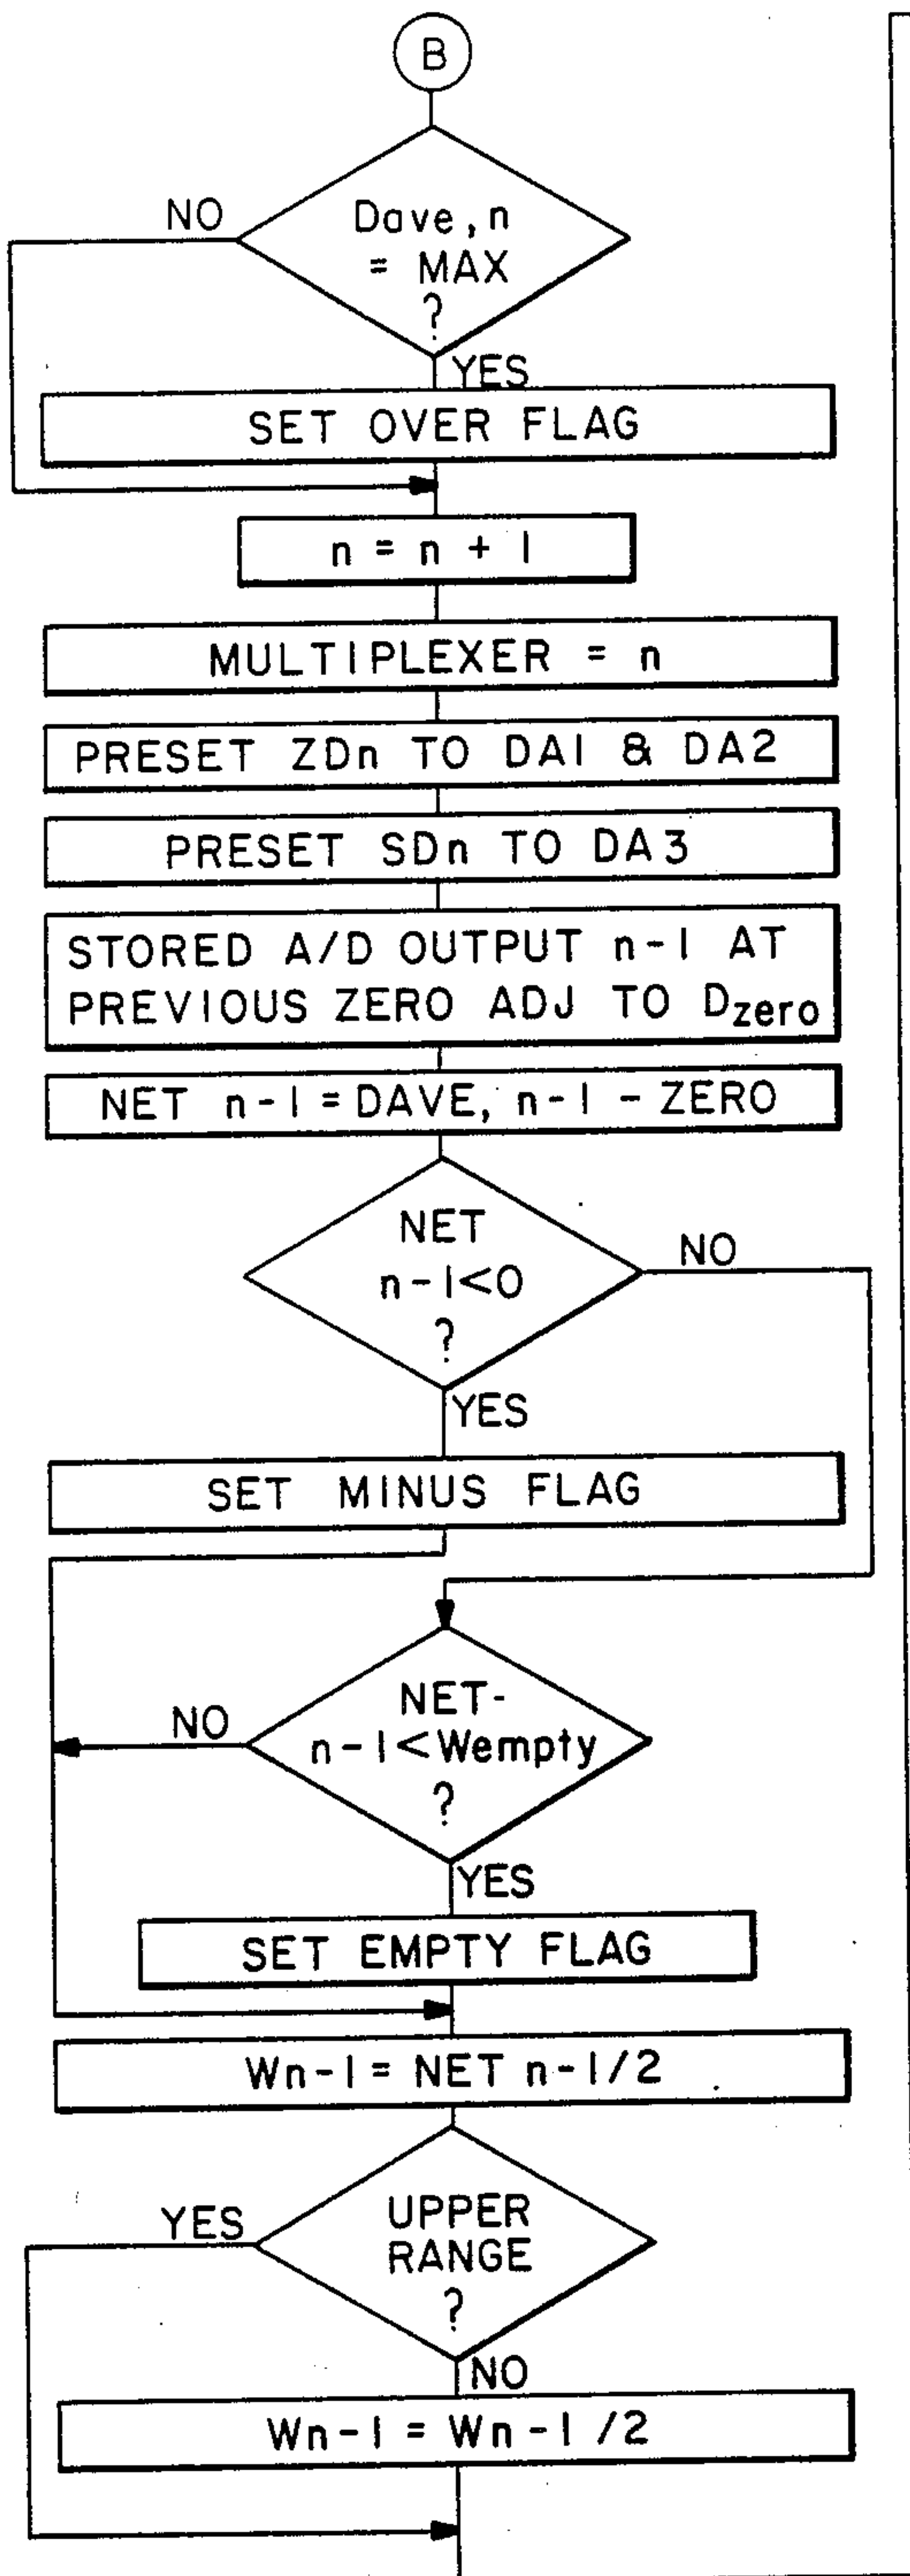 B
Dave, n
= MAX
?
NO
YES
SET OVER FLAG
n = n + 1
MULTIPLEXER = n
PRESET ZDn TO DA1 & DA2
PRESET SDn TO DA3
STORED A/D OUTPUT n-1 AT
PREVIOUS ZERO ADJ TO Dzero
NET n-1 = DAVE, n-1 - ZERO
NET
n-1<0
?
NO
YES
SET MINUS FLAG
NET-
n-1<Wempty
?
NO
YES
SET EMPTY FLAG
Wn-1 = NET n-1/2
UPPER
RANGE
?
YES
NO
Wn-1 = Wn-1 /2